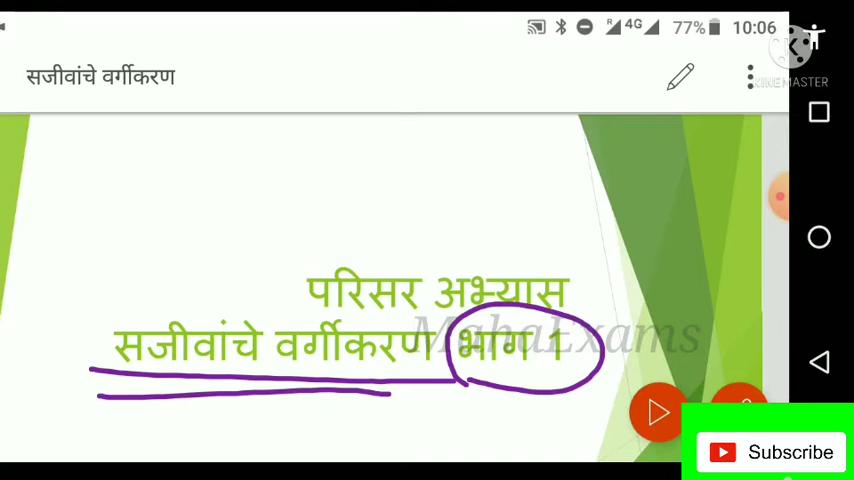 R 4G 77% 10:06
सजीवांचे वर्गीकरण
KINEMASTER
परिसर अभ्यास
सजीवांचे वर्गीकरण भाग 1
MahaExams
Subscribe